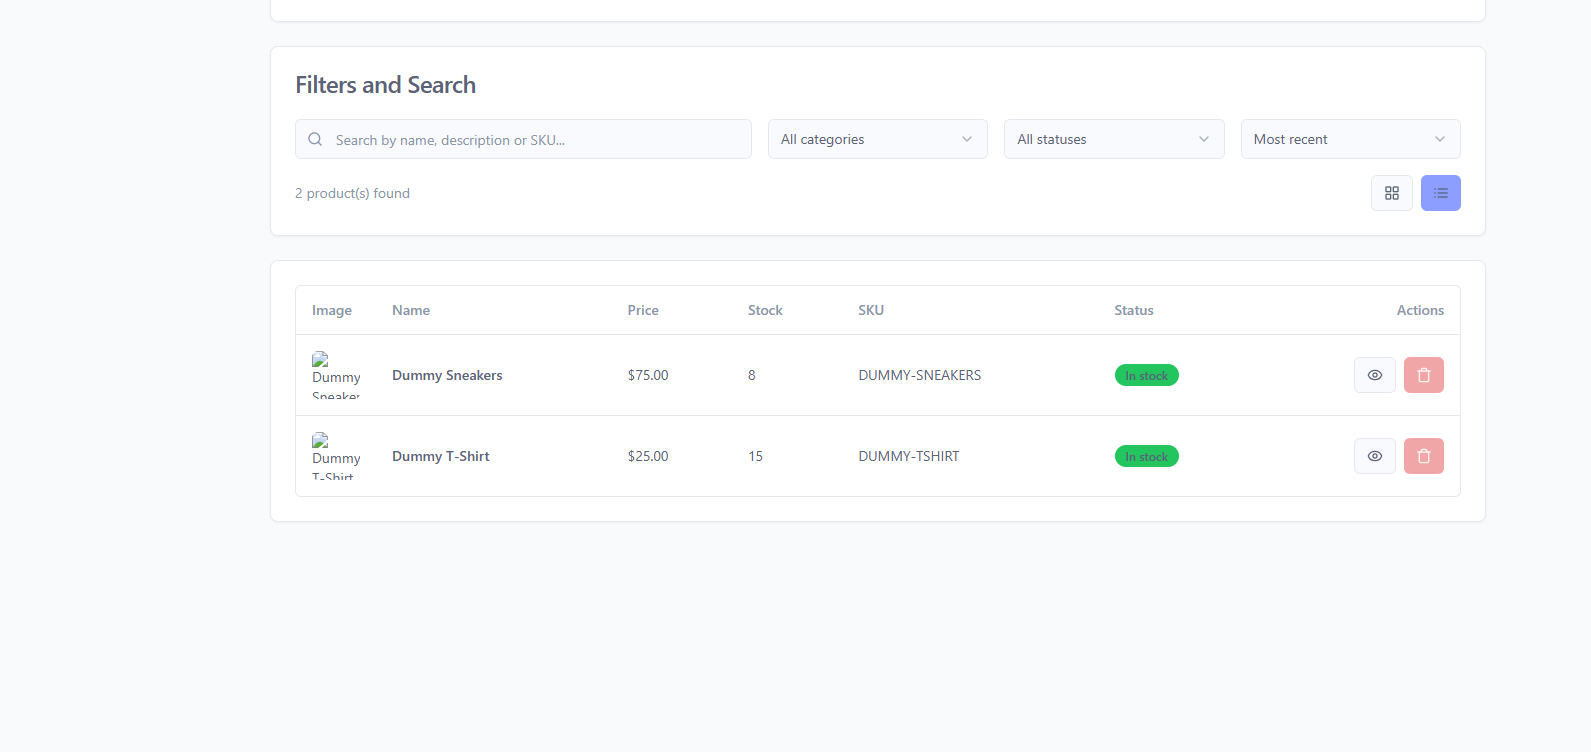 Filters and Search
Search by name, description or SKU...
All categories
All statuses
Most recent
2 product(s) found
Image Name Price Stock SKU Status Actions
Dummy
Sneaker
Dummy Sneakers $75.00 8 DUMMY-SNEAKERS In stock
Dummy
T-Shirt
Dummy T-Shirt $25.00 15 DUMMY-TSHIRT In stock